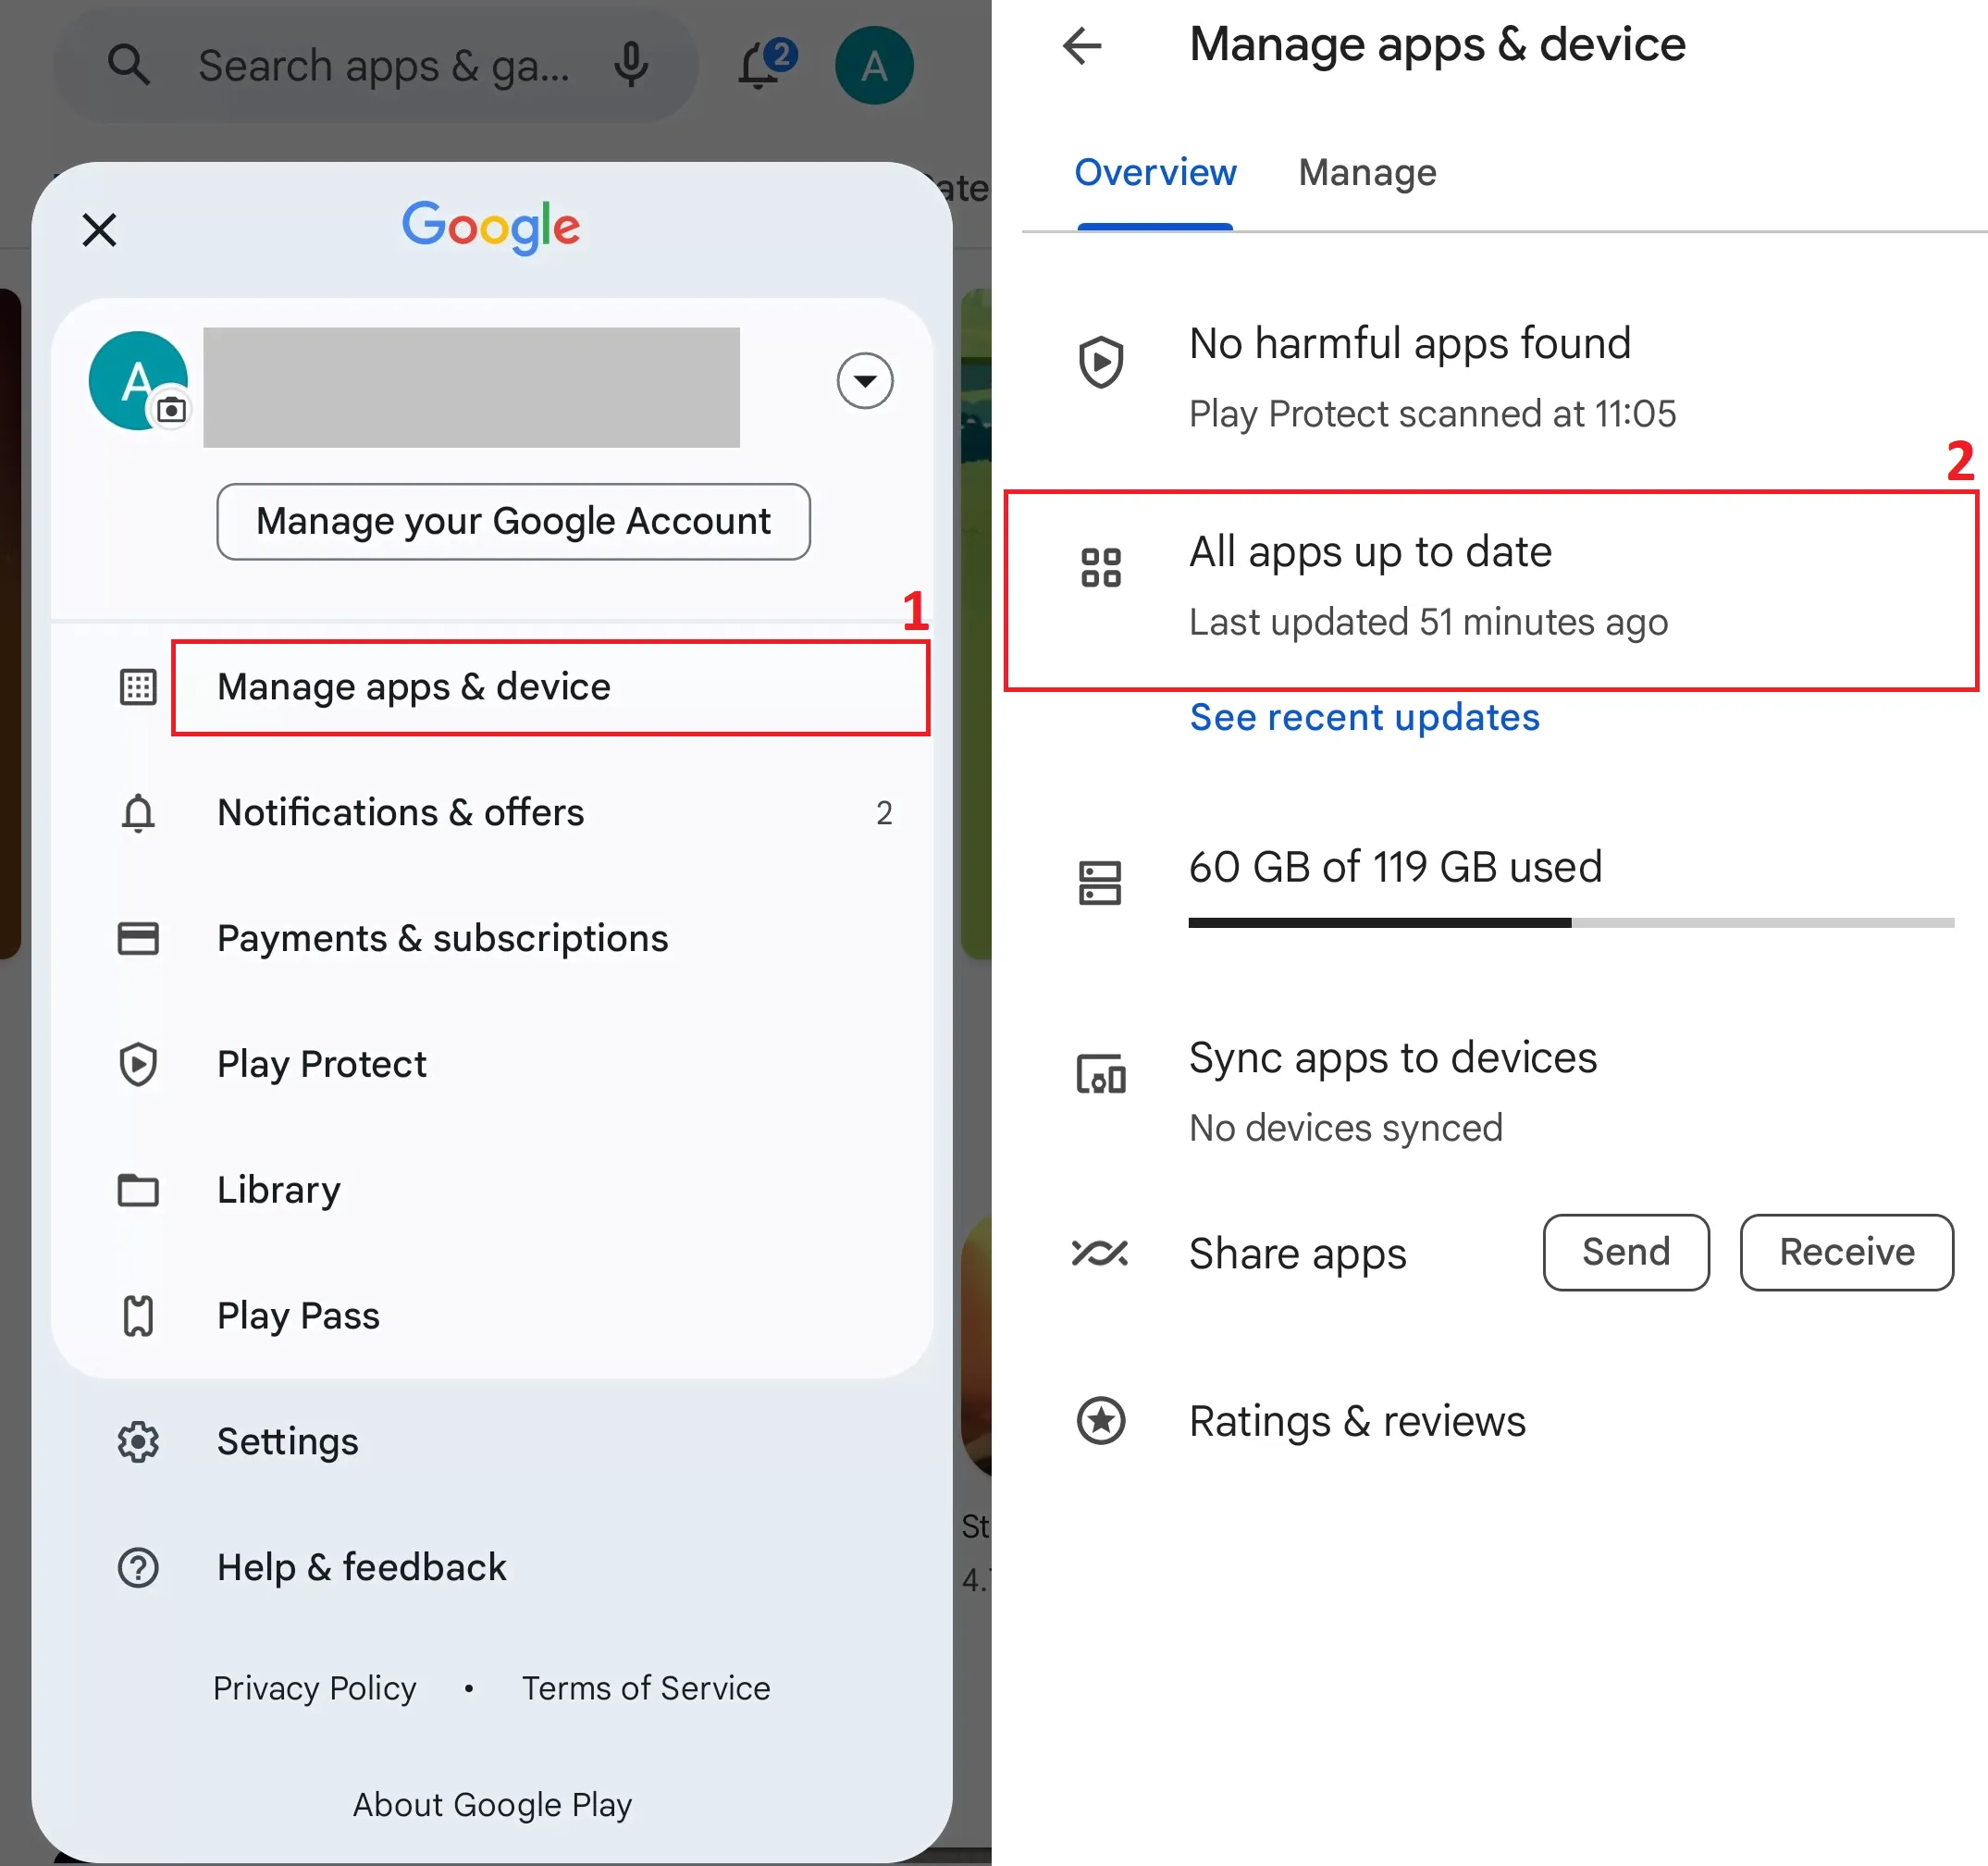 Search apps & ga...
2
A
ate
Google
A
Manage your Google Account
1
Manage apps & device
Notifications & offers
2
Payments & subscriptions
Play Protect
Library
Play Pass
Settings
Help & feedback
Privacy Policy • Terms of Service
About Google Play
St
4.
Manage apps & device
Overview
Manage
No harmful apps found
Play Protect scanned at 11:05
2
All apps up to date
Last updated 51 minutes ago
See recent updates
60 GB of 119 GB used
Sync apps to devices
No devices synced
Share apps
Send
Receive
Ratings & reviews